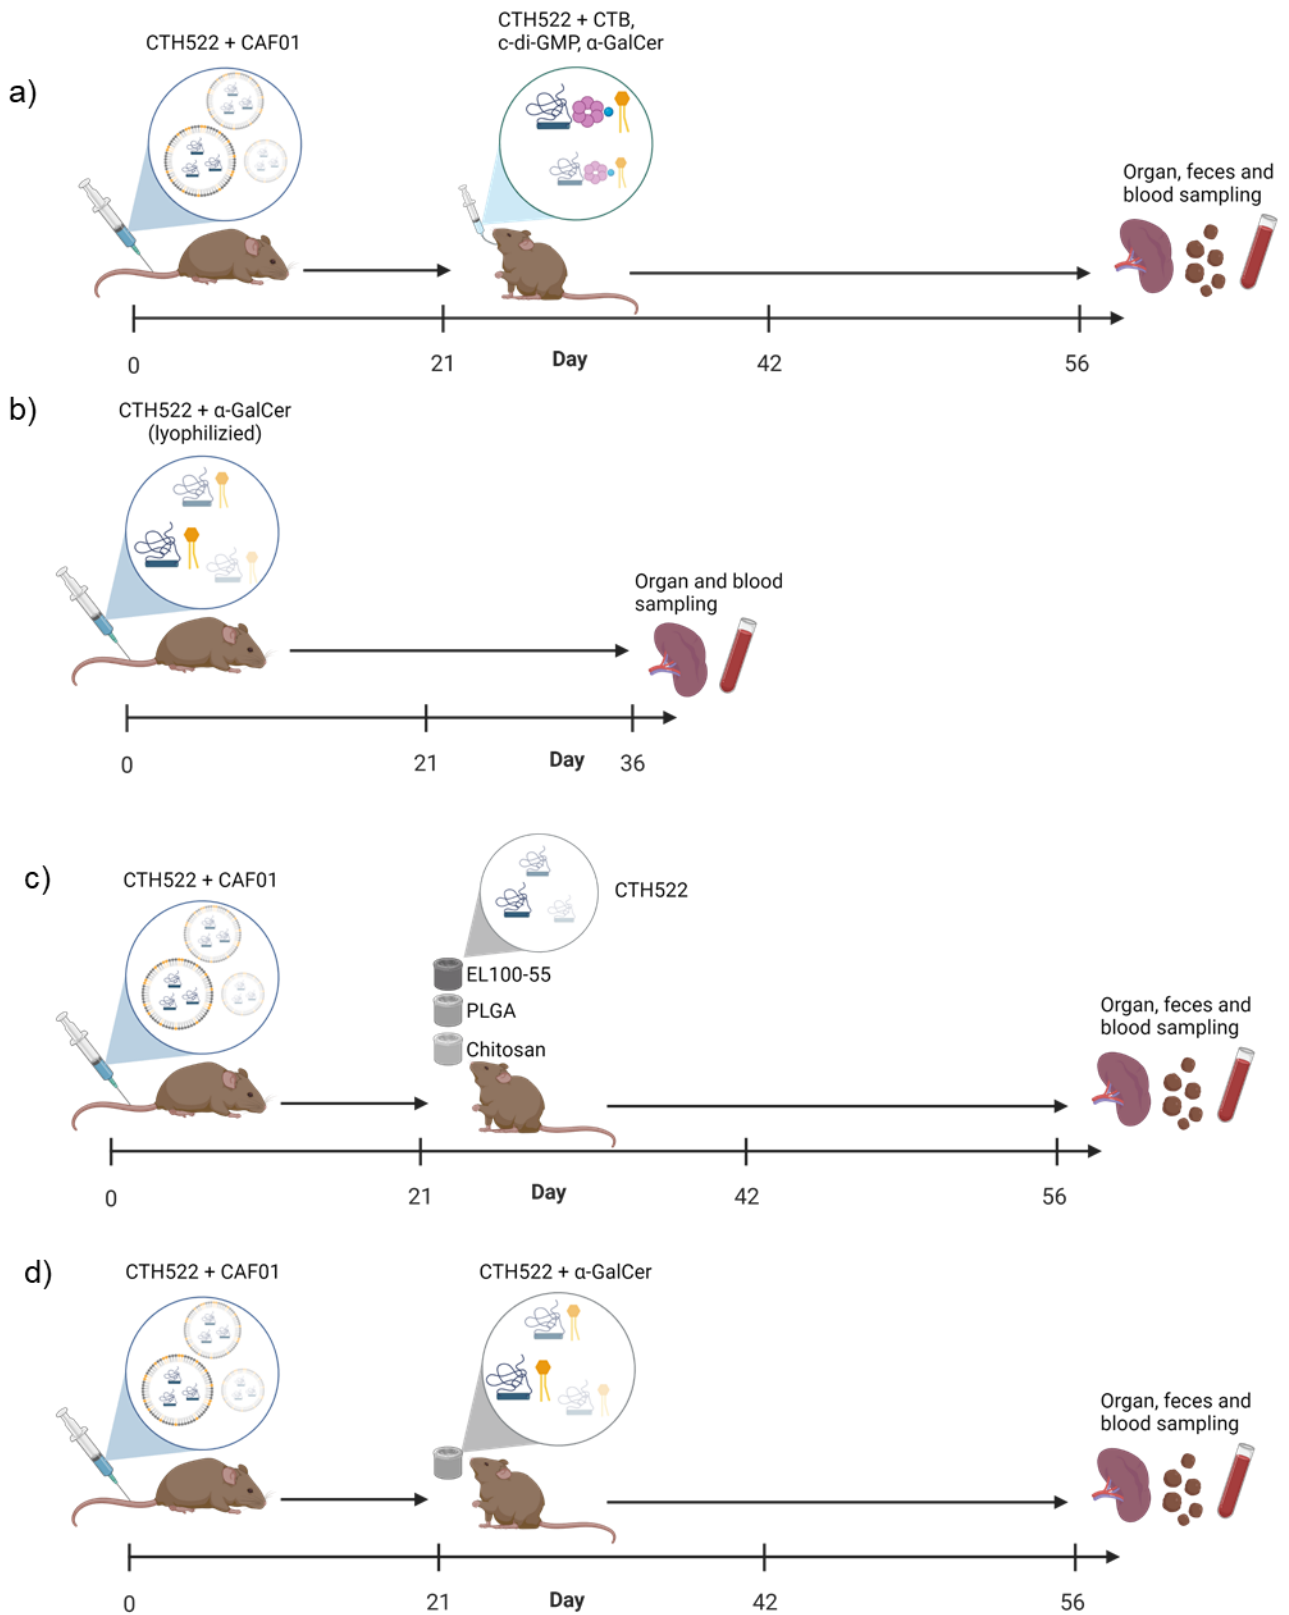 a)
CTH522 + CAF01
CTH522 + CTB,
c-di-GMP, α-GalCer
Organ, feces and
blood sampling
0
21
Day
42
56
b)
CTH522 + α-GalCer
(lyophilizied)
Organ and blood
sampling
0
21
Day
36
c)
CTH522 + CAF01
CTH522
EL100-55
PLGA
Chitosan
Organ, feces and
blood sampling
0
21
Day
42
56
d)
CTH522 + CAF01
CTH522 + α-GalCer
Organ, feces and
blood sampling
0
21
Day
42
56